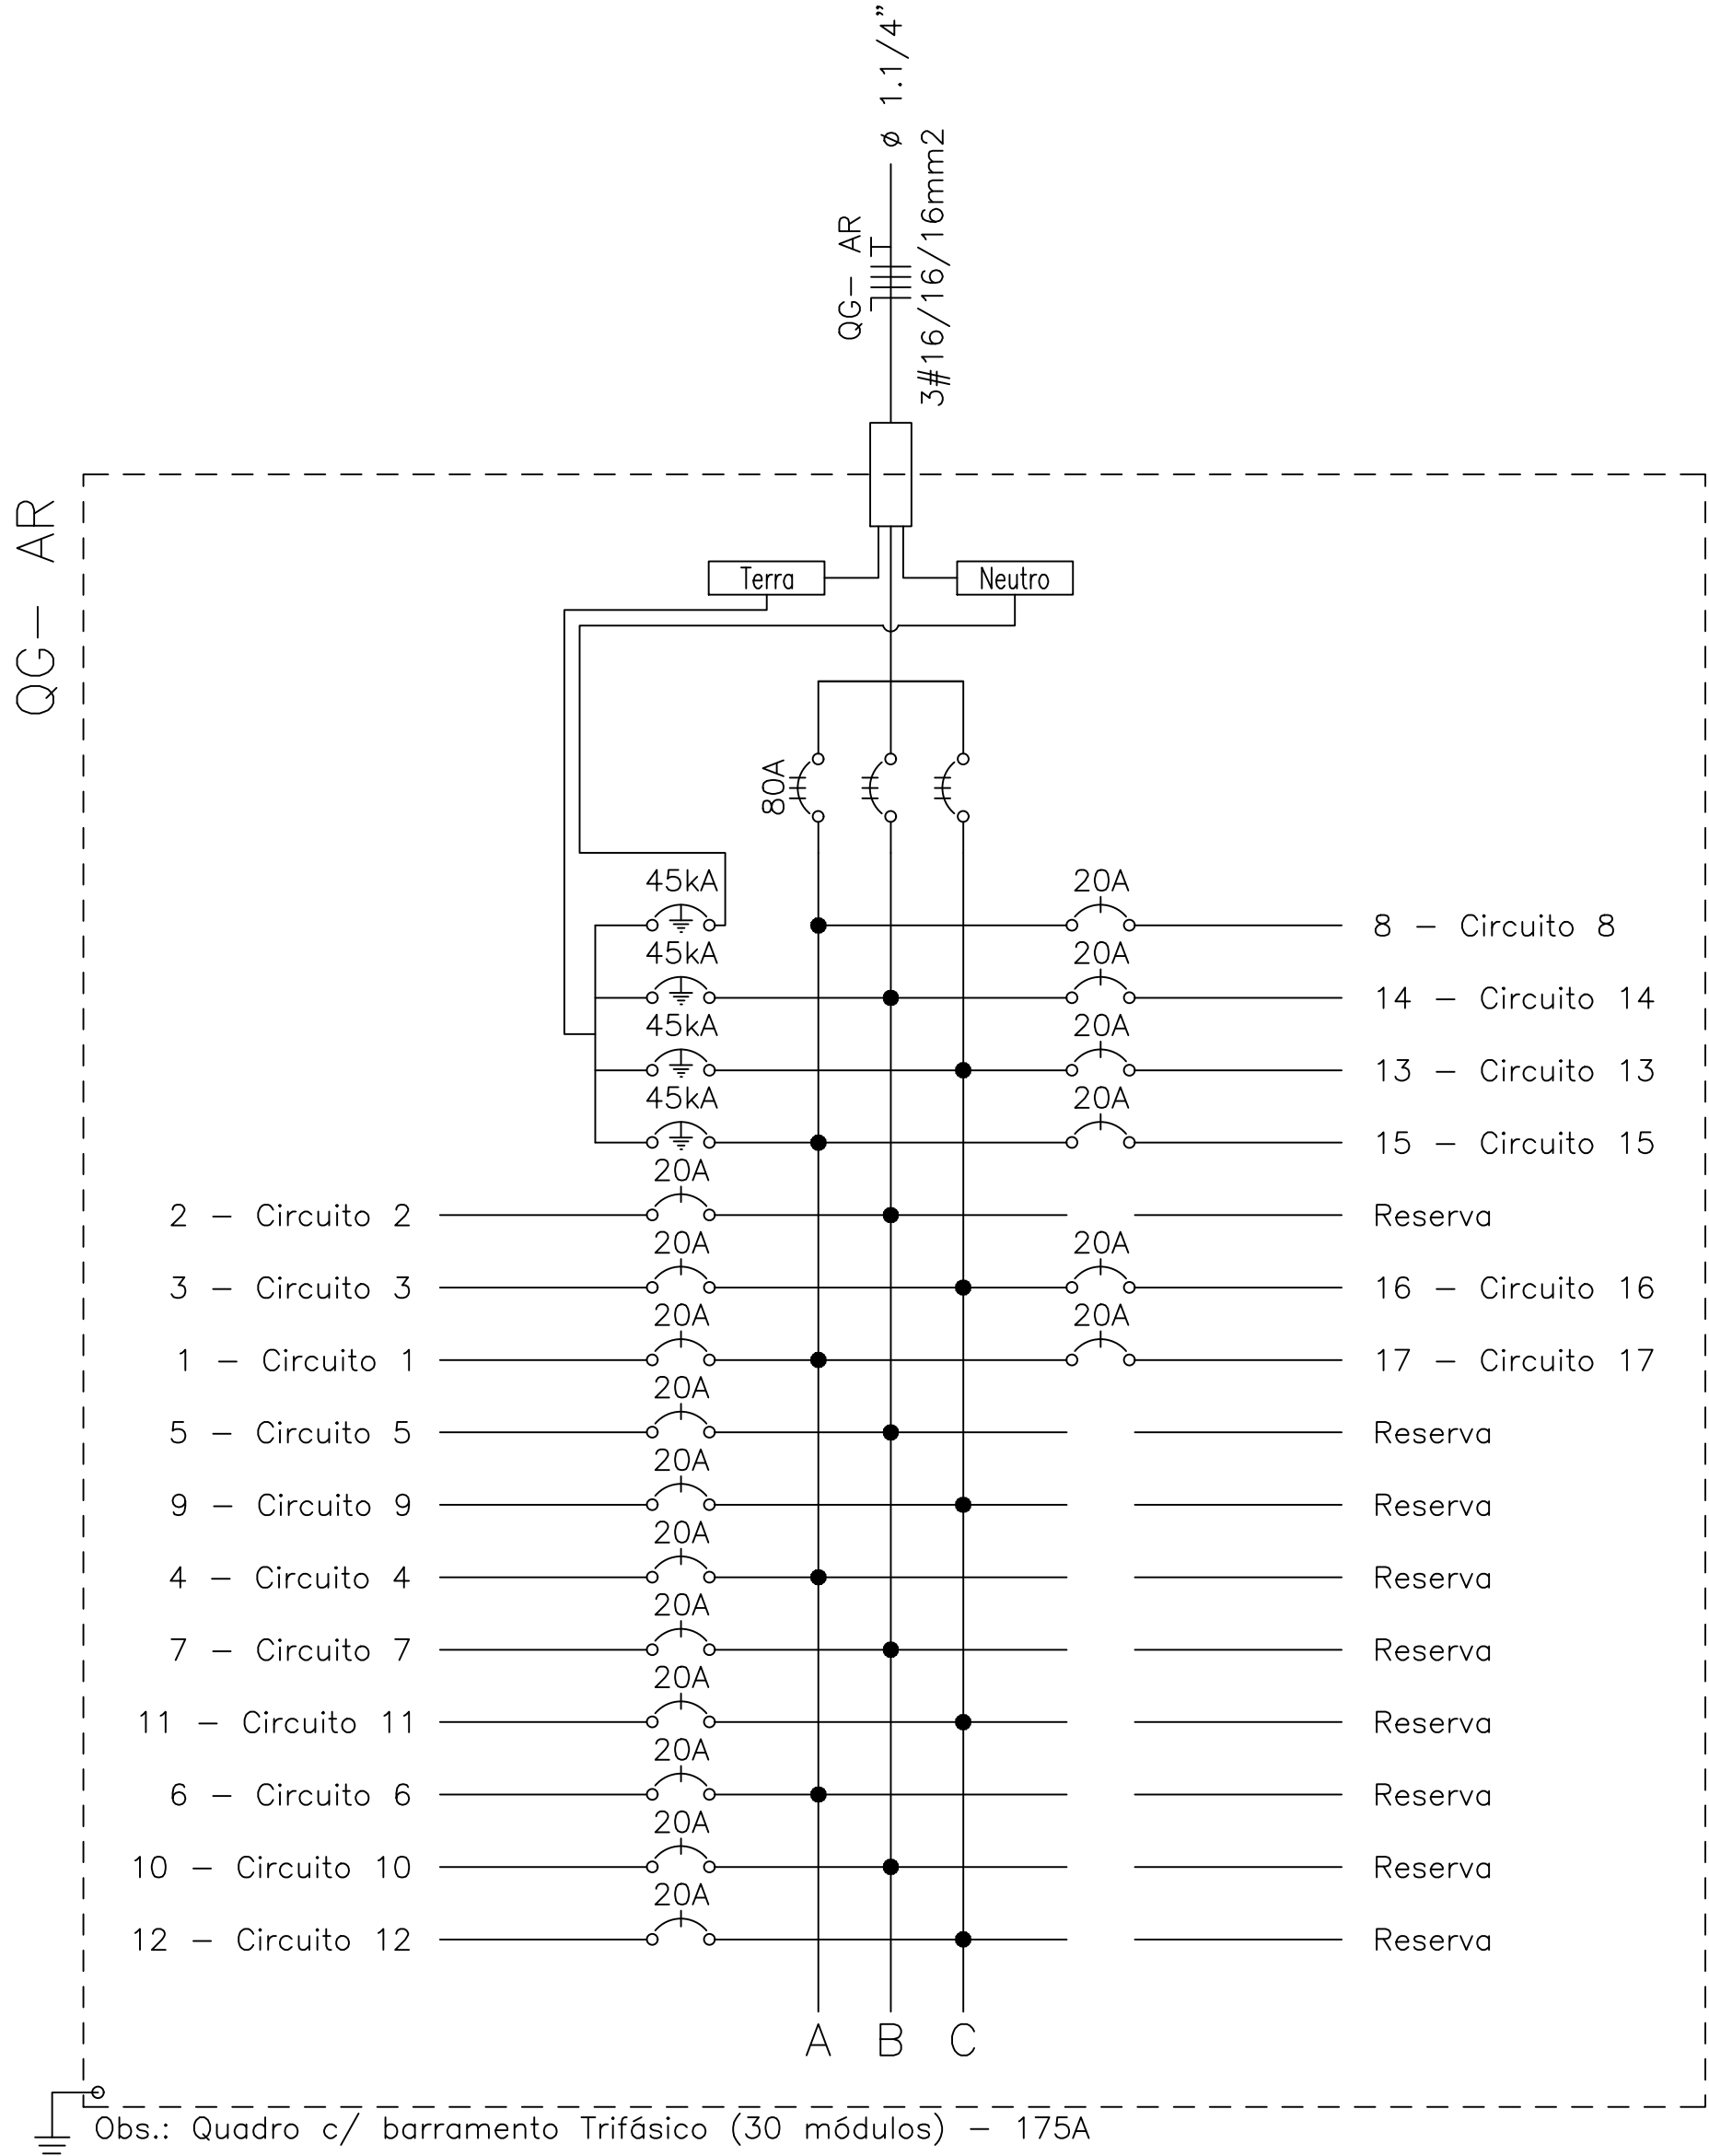 ø 1.1/4"
QG- AR
3#16/16/16mm2
QG- AR
Terra
Neutro
80A
45kA
20A
8 - Circuito 8
45kA
20A
14 - Circuito 14
45kA
20A
13 - Circuito 13
45kA
20A
15 - Circuito 15
20A
2 - Circuito 2
Reserva
20A
20A
3 - Circuito 3
16 - Circuito 16
20A
20A
1 - Circuito 1
17 - Circuito 17
20A
5 - Circuito 5
Reserva
20A
9 - Circuito 9
Reserva
20A
4 - Circuito 4
Reserva
20A
7 - Circuito 7
Reserva
20A
11 - Circuito 11
Reserva
20A
6 - Circuito 6
Reserva
20A
10 - Circuito 10
Reserva
20A
12 - Circuito 12
Reserva
A B C
Obs.: Quadro c/ barramento Trifásico (30 módulos) - 175A